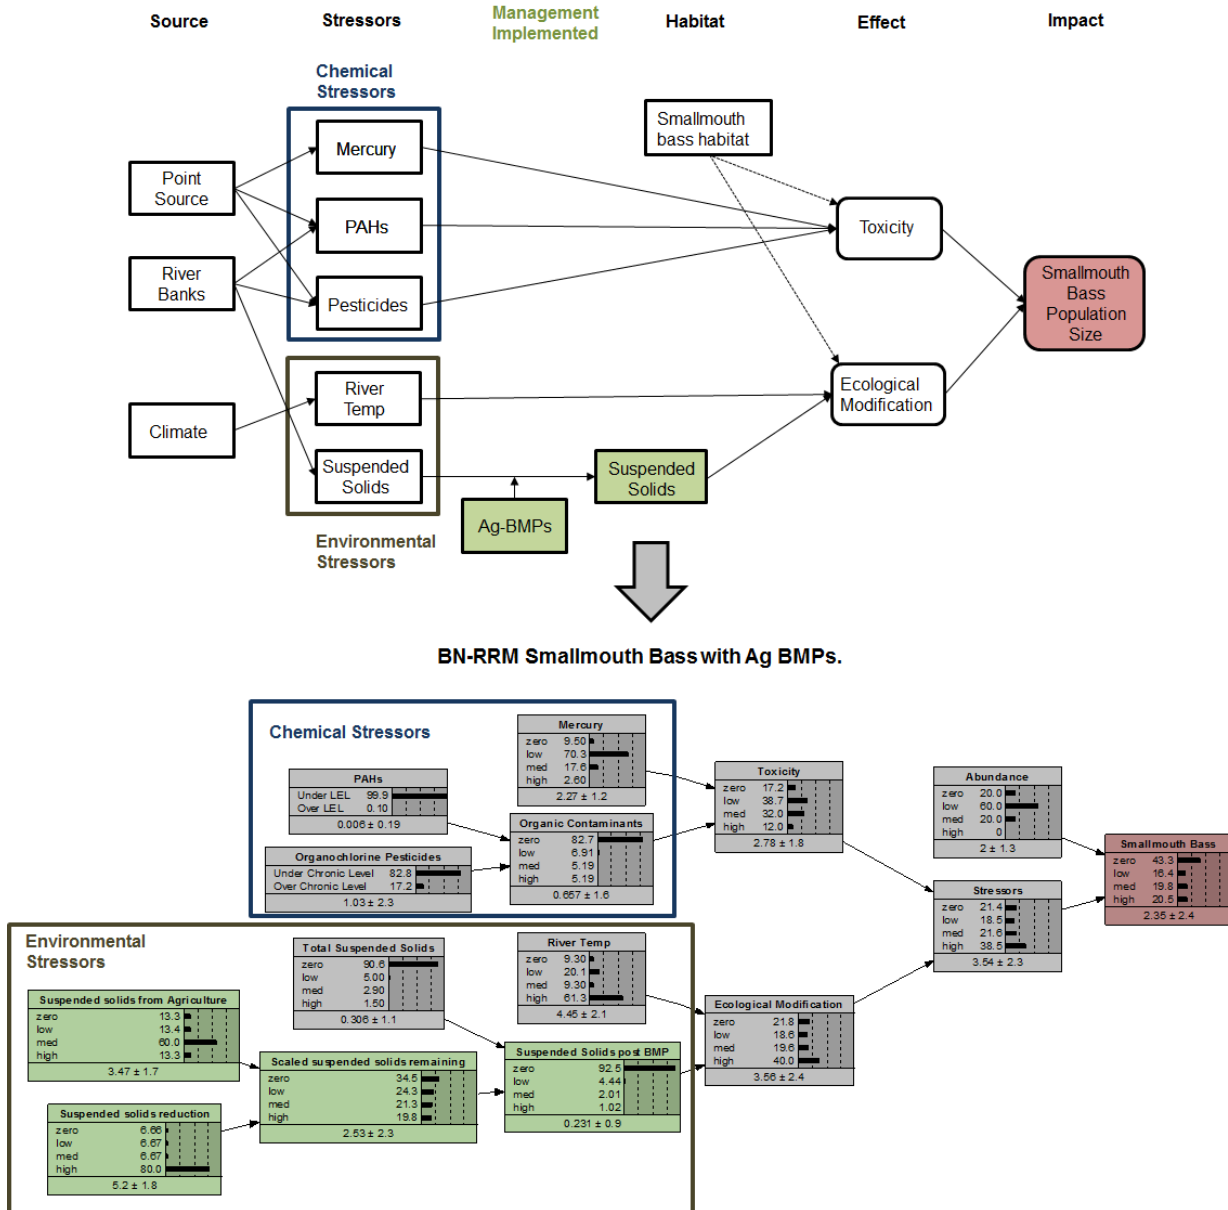 Source
Stressors
Management
Implemented
Habitat
Effect
Impact
Chemical
Stressors
Mercury
PAHs
Pesticides
Point
Source
River
Banks
Climate
River
Temp
Suspended
Solids
Environmental
Stressors
Ag-BMPs
Suspended
Solids
Smallmouth
bass habitat
Toxicity
Ecological
Modification
Smallmouth
Bass
Population
Size
BN-RRM Smallmouth Bass with Ag BMPs.
Chemical Stressors
Mercury
zero 9.50
low 70.3
med 17.6
high 2.60
2.27 ± 1.2
PAHs
Under LEL 99.9
Over LEL 0.10
0.006 ± 0.19
Organochlorine Pesticides
Under Chronic Level 82.8
Over Chronic Level 17.2
1.03 ± 2.3
Organic Contaminants
zero 82.7
low 6.91
med 5.19
high 5.19
0.657 ± 1.6
Toxicity
zero 17.2
low 38.7
med 32.0
high 12.0
2.78 ± 1.8
Abundance
zero 20.0
low 60.0
med 20.0
high 0
2 ± 1.3
Smallmouth Bass
zero 43.3
low 16.4
med 19.8
high 20.5
2.35 ± 2.4
Stressors
zero 21.4
low 18.5
med 21.6
high 38.5
3.54 ± 2.3
Environmental
Stressors
Total Suspended Solids
zero 90.6
low 5.00
med 2.90
high 1.50
0.306 ± 1.1
River Temp
zero 9.30
low 20.1
med 9.30
high 61.3
4.45 ± 2.1
Suspended solids from Agriculture
zero 13.3
low 13.4
med 60.0
high 13.3
3.47 ± 1.7
Scaled suspended solids remaining
zero 34.5
low 24.3
med 21.3
high 19.8
2.53 ± 2.3
Suspended Solids post BMP
zero 92.5
low 4.44
med 2.01
high 1.02
0.231 ± 0.9
Ecological Modification
zero 21.8
low 18.6
med 19.6
high 40.0
3.56 ± 2.4
Suspended solids reduction
zero 6.66
low 6.67
med 6.67
high 80.0
5.2 ± 1.8